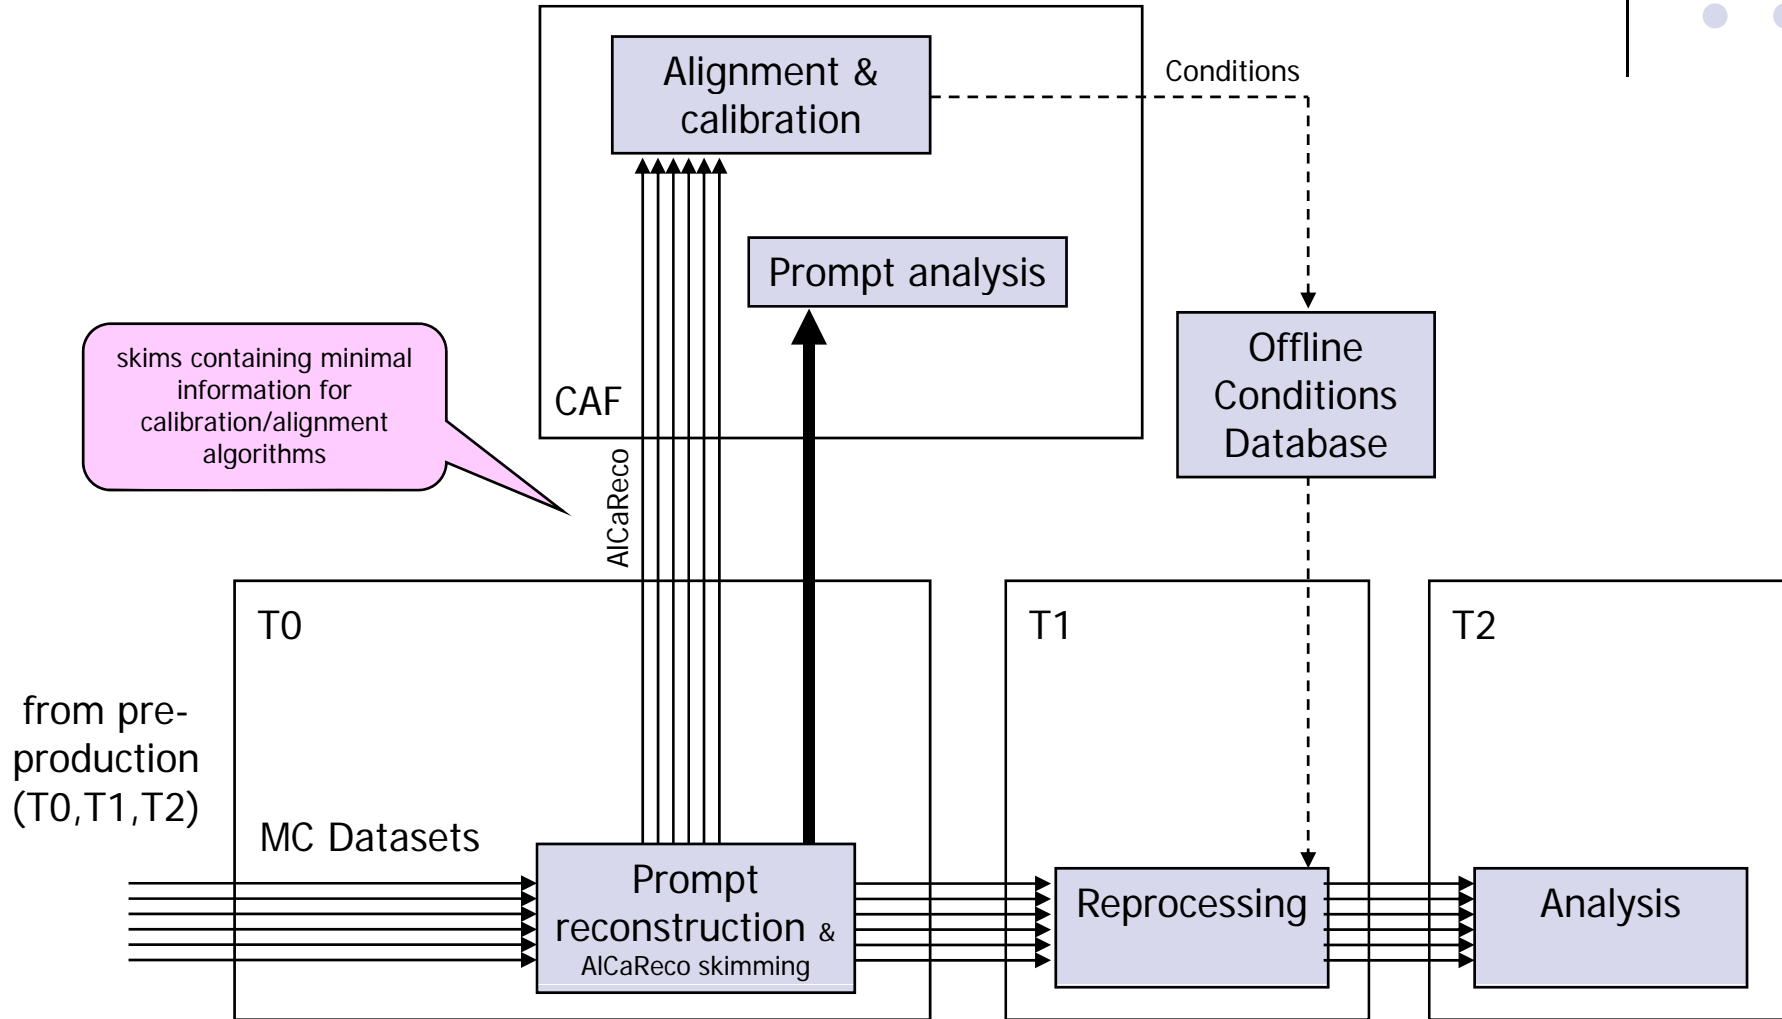 Alignment &
calibration
Conditions
Prompt analysis
Offline
Conditions
Database
skims containing minimal
information for
calibration/alignment
algorithms
CAF
AlCaReco
T0
T1
T2
from pre-
production
(T0,T1,T2)
MC Datasets
Prompt
reconstruction &
AlCaReco skimming
Reprocessing
Analysis